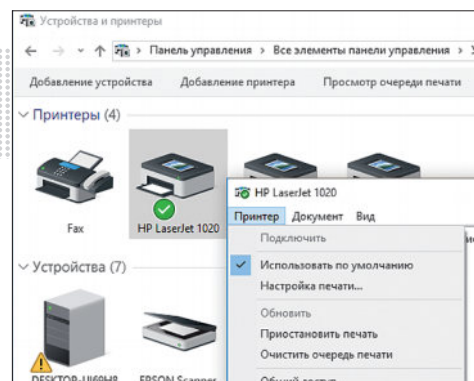 Устройства и принтеры
Панель управления > Все элементы панели управления >
Добавление устройства Добавление принтера Просмотр очереди печати
Принтеры (4)
Fax
HP LaserJet 1020
HP LaserJet 1020
Принтер Документ Вид
Подключить
Использовать по умолчанию
Настройка печати...
Обновить
Приостановить печать
Очистить очередь печати
Общий доступ
Устройства (7)
EPSON Scanner